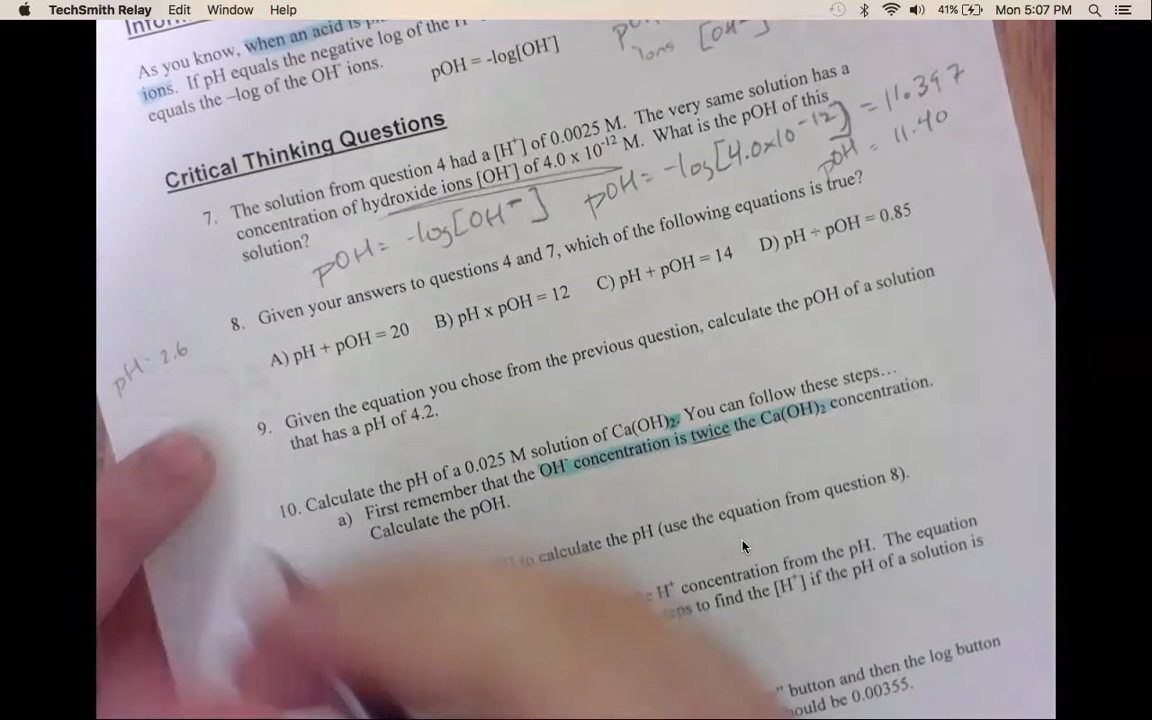 TechSmith Relay Edit Window Help 41% Mon 5:07 PM
As you know, when an acid is
ions. If pH equals the negative log of the H
equals the –log of the OH⁻ ions.
pOH = -log[OH⁻]
ions [OH⁻]
Critical Thinking Questions
7. The solution from question 4 had a [H⁺] of 0.0025 M. The very same solution has a
concentration of hydroxide ions [OH⁻] of 4.0 x 10⁻¹² M. What is the pOH of this
solution?
pOH = -log[OH⁻] pOH = -log[4.0x10⁻¹²] = 11.397
pOH = 11.40
8. Given your answers to questions 4 and 7, which of the following equations is true?
A) pH + pOH = 20 B) pH x pOH = 12 C) pH + pOH = 14 D) pH ÷ pOH = 0.85
pH = 2.6
9. Given the equation you chose from the previous question, calculate the pOH of a solution
that has a pH of 4.2.
10. Calculate the pH of a 0.025 M solution of Ca(OH)₂. You can follow these steps…
a) First remember that the OH⁻ concentration is twice the Ca(OH)₂ concentration.
Calculate the pOH.
to calculate the pH (use the equation from question 8).
H⁺ concentration from the pH. The equation
to find the [H⁺] if the pH of a solution is
button and then the log button
be 0.00355.